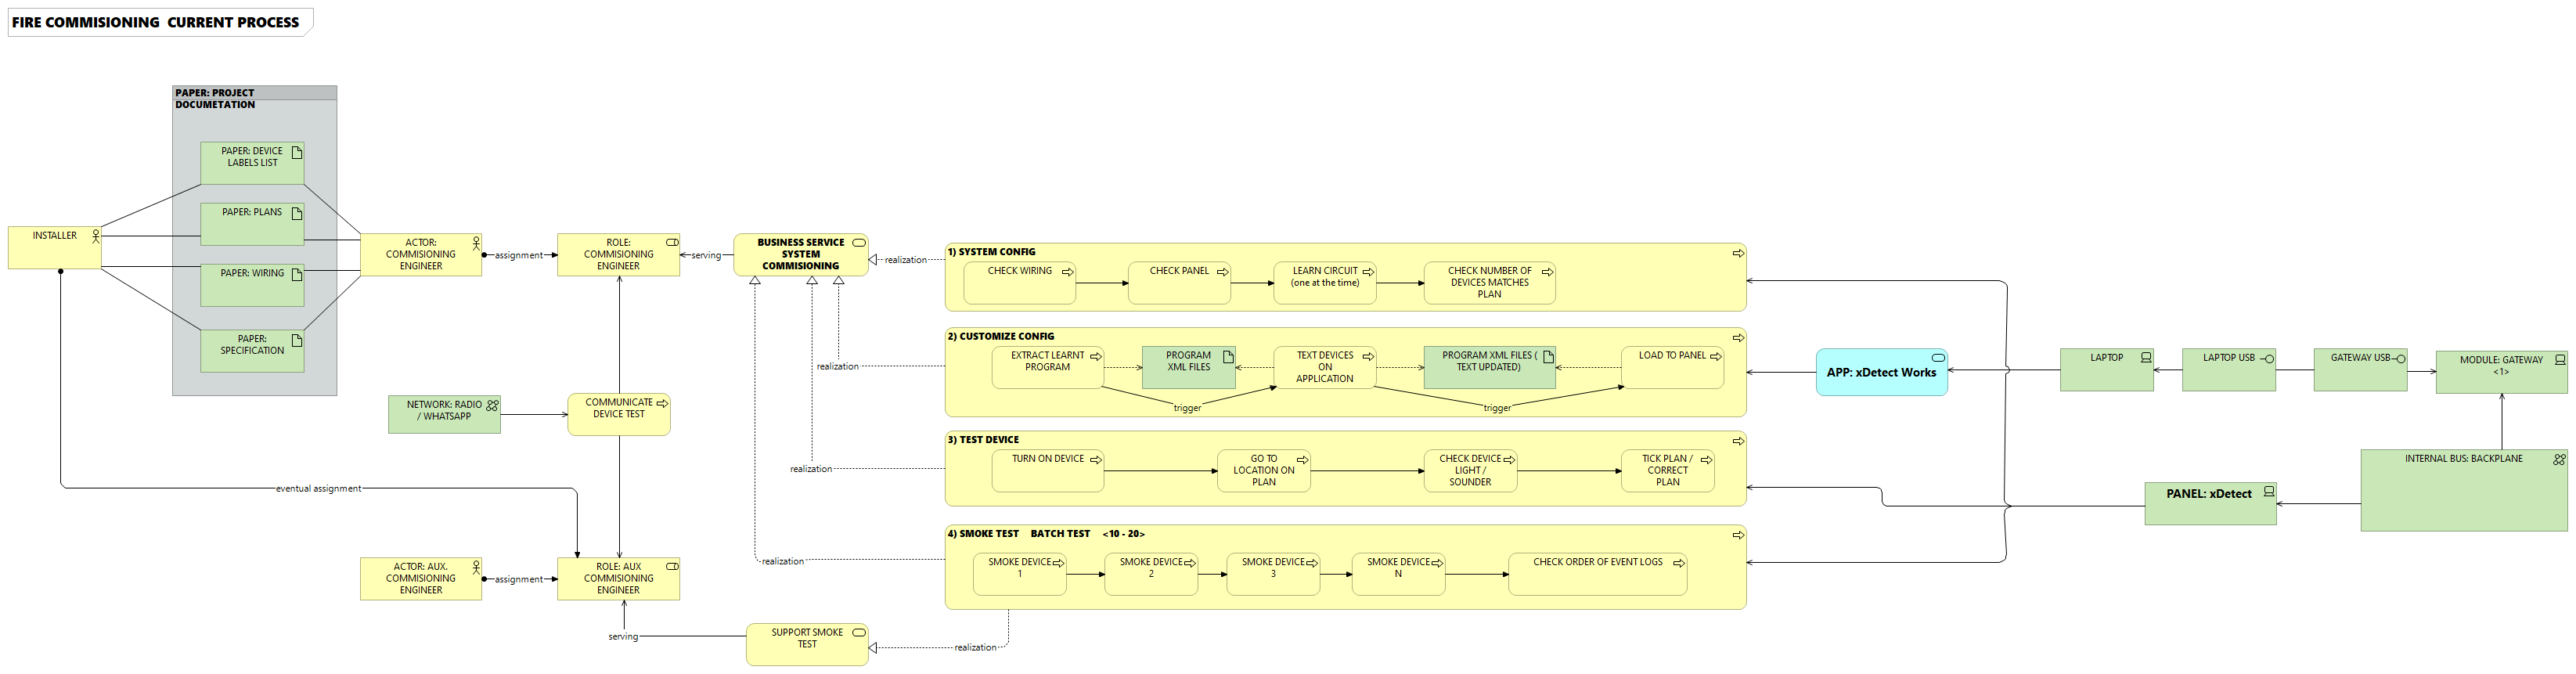 FIRE COMMISIONING  CURRENT PROCESS
PAPER: PROJECT
DOCUMETATION
PAPER: DEVICE
LABELS LIST
PAPER: PLANS
PAPER: WIRING
PAPER:
SPECIFICATION
INSTALLER
ACTOR:
COMMISIONING
ENGINEER
assignment
ROLE:
COMMISIONING
ENGINEER
serving
BUSINESS SERVICE
SYSTEM
COMMISIONING
realization
1) SYSTEM CONFIG
CHECK WIRING
CHECK PANEL
LEARN CIRCUIT
(one at the time)
CHECK NUMBER OF
DEVICES MATCHES
PLAN
realization
2) CUSTOMIZE CONFIG
EXTRACT LEARNT
PROGRAM
PROGRAM
XML FILES
TEXT DEVICES
ON
APPLICATION
PROGRAM XML FILES (
TEXT UPDATED)
LOAD TO PANEL
trigger
trigger
APP: xDetect Works
LAPTOP
LAPTOP USB
GATEWAY USB
MODULE: GATEWAY
<1>
NETWORK: RADIO
/ WHATSAPP
COMMUNICATE
DEVICE TEST
realization
3) TEST DEVICE
TURN ON DEVICE
GO TO
LOCATION ON
PLAN
CHECK DEVICE
LIGHT /
SOUNDER
TICK PLAN /
CORRECT
PLAN
INTERNAL BUS: BACKPLANE
PANEL: xDetect
eventual assignment
realization
4) SMOKE TEST    BATCH TEST    <10 - 20>
SMOKE DEVICE
1
SMOKE DEVICE
2
SMOKE DEVICE
3
SMOKE DEVICE
N
CHECK ORDER OF EVENT LOGS
ACTOR: AUX.
COMMISIONING
ENGINEER
assignment
ROLE: AUX
COMMISIONING
ENGINEER
serving
SUPPORT SMOKE
TEST
realization